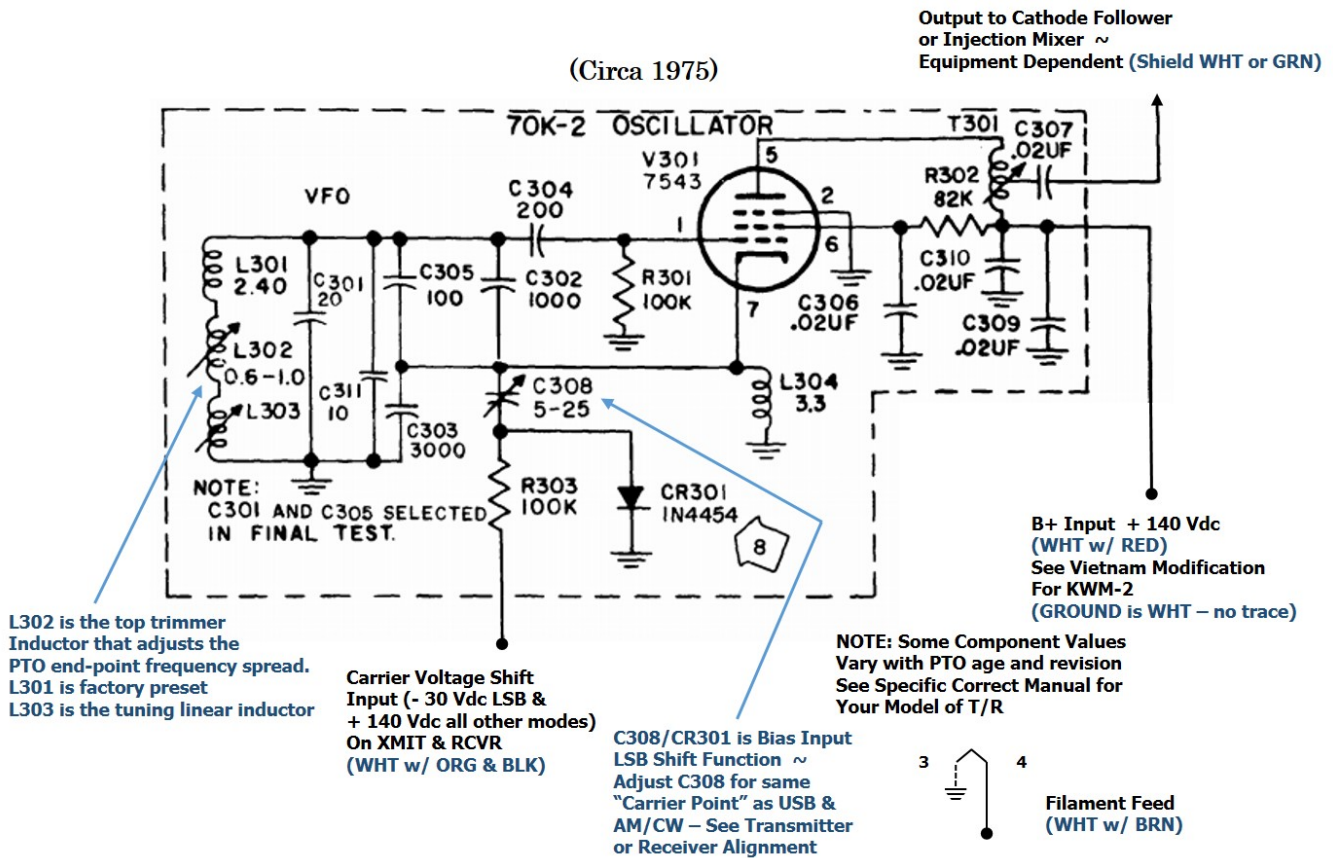 Output to Cathode Follower
or Injection Mixer ~
Equipment Dependent (Shield WHT or GRN)
(Circa 1975)
70K-2 OSCILLATOR
T301
C307
.02UF
V301
7543
5
R302
82K
VFO
C304
200
2
1
6
L301
2.40
C301
20
C305
100
C302
1000
R301
100K
7
C306
.02UF
C310
.02UF
C309
.02UF
L302
0.6-1.0
C311
10
L303
C308
5-25
L304
3.3
C303
3000
NOTE:
C301 AND C305 SELECTED
IN FINAL TEST.
R303
100K
CR301
1N4454
8
B+ Input + 140 Vdc
(WHT w/ RED)
See Vietnam Modification
For KWM-2
(GROUND is WHT – no trace)
L302 is the top trimmer
Inductor that adjusts the
PTO end-point frequency spread.
L301 is factory preset
L303 is the tuning linear inductor
Carrier Voltage Shift
Input (- 30 Vdc LSB &
+ 140 Vdc all other modes)
On XMIT & RCVR
(WHT w/ ORG & BLK)
NOTE: Some Component Values
Vary with PTO age and revision
See Specific Correct Manual for
Your Model of T/R
C308/CR301 is Bias Input
LSB Shift Function ~
Adjust C308 for same
“Carrier Point” as USB &
AM/CW – See Transmitter
or Receiver Alignment
3
4
Filament Feed
(WHT w/ BRN)